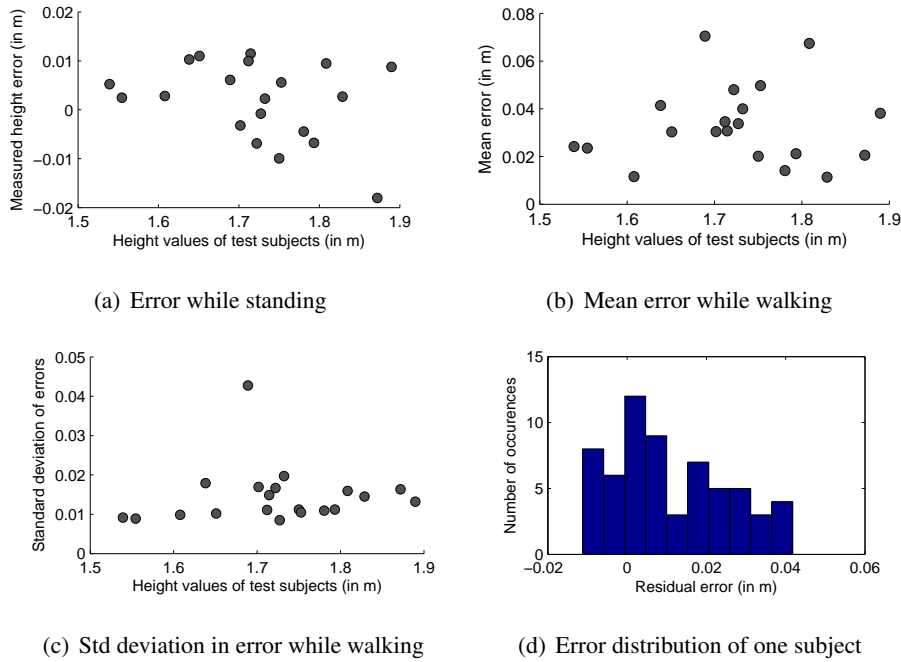 0.02
0.01
0
−0.01
−0.02
1.5 1.6 1.7 1.8 1.9
Measured height error (in m)
Height values of test subjects (in m)
(a) Error while standing
0.08
0.06
0.04
0.02
0
1.5 1.6 1.7 1.8 1.9
Mean error (in m)
Height values of test subjects (in m)
(b) Mean error while walking
0.05
0.04
0.03
0.02
0.01
0
1.5 1.6 1.7 1.8 1.9
Standard deviation of errors
Height values of test subjects (in m)
(c) Std deviation in error while walking
15
10
5
0
−0.02 0 0.02 0.04 0.06
Number of occurences
Residual error (in m)
(d) Error distribution of one subject